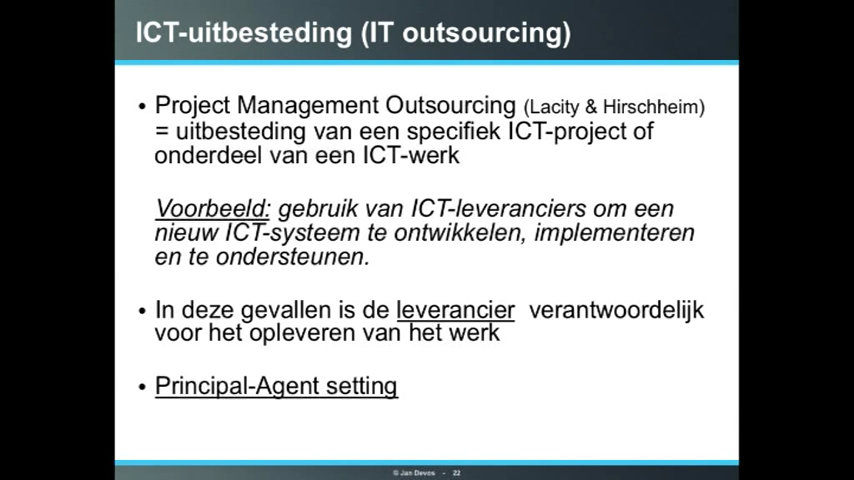 ICT-uitbesteding (IT outsourcing)
• Project Management Outsourcing (Lacity & Hirschheim)
= uitbesteding van een specifiek ICT-project of
onderdeel van een ICT-werk
Voorbeeld: gebruik van ICT-leveranciers om een
nieuw ICT-systeem te ontwikkelen, implementeren
en te ondersteunen.
• In deze gevallen is de leverancier verantwoordelijk
voor het opleveren van het werk
• Principal-Agent setting
© Jan Devos - 22